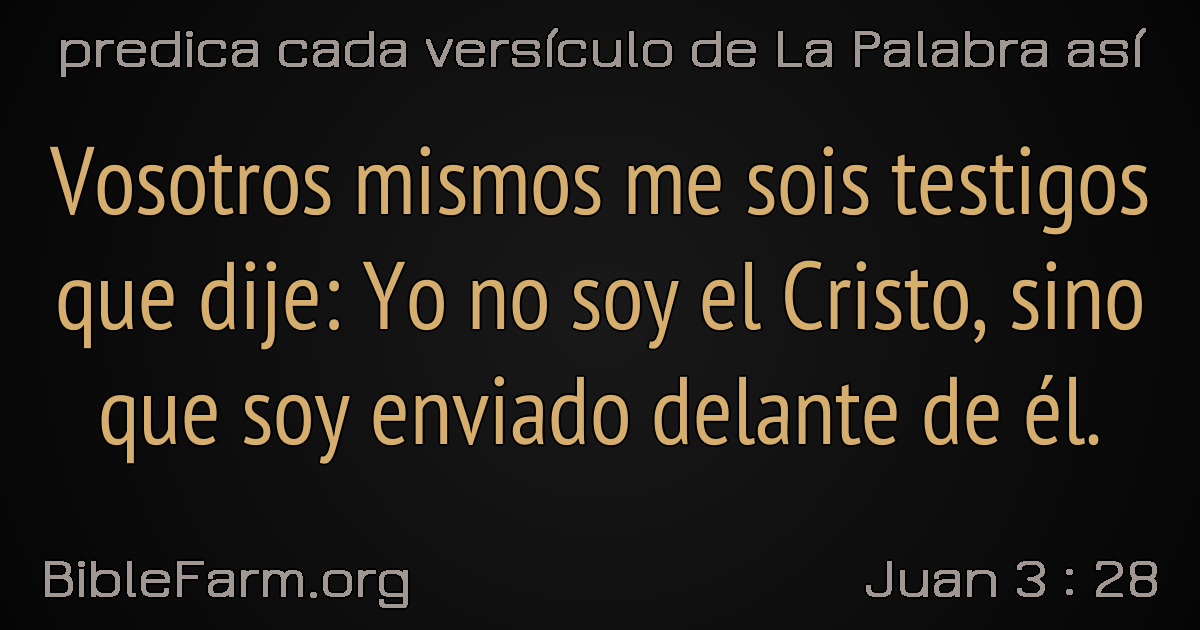 predica cada versículo de La Palabra así
Vosotros mismos me sois testigos
que dije: Yo no soy el Cristo, sino
que soy enviado delante de él.
BibleFarm.org
Juan 3 : 28